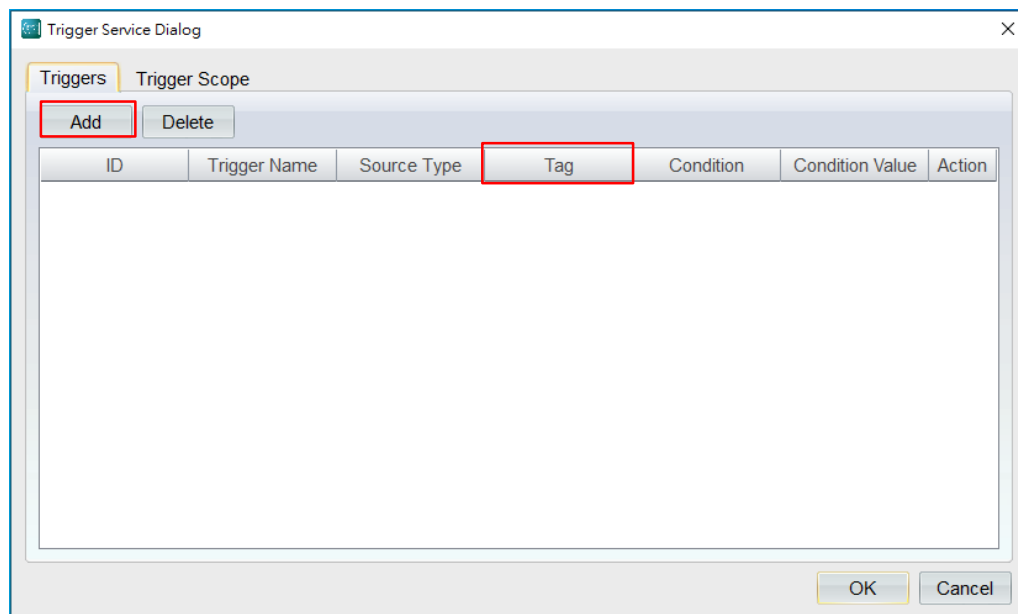 Trigger Service Dialog
Triggers Trigger Scope
Add Delete
ID Trigger Name Source Type Tag Condition Condition Value Action
OK Cancel